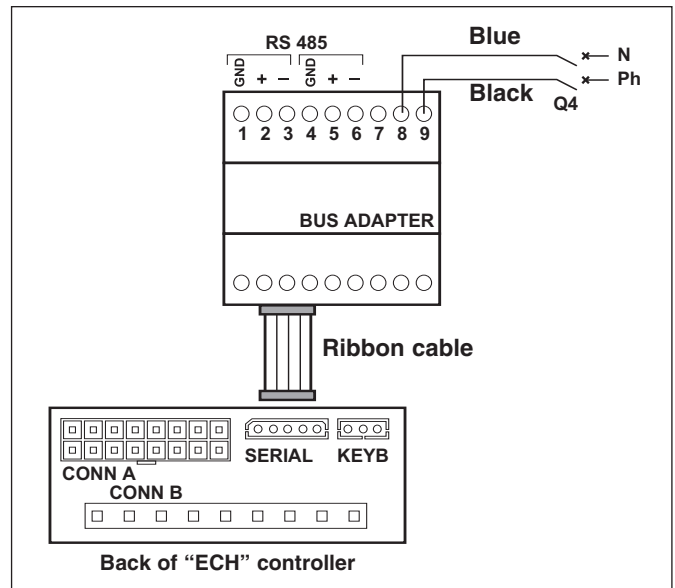 RS 485
GND + − GND + −
1 2 3 4 5 6 7 8 9
Blue
N
Ph
Black
Q4
BUS ADAPTER
Ribbon cable
SERIAL KEYB
CONN A
CONN B
Back of “ECH” controller